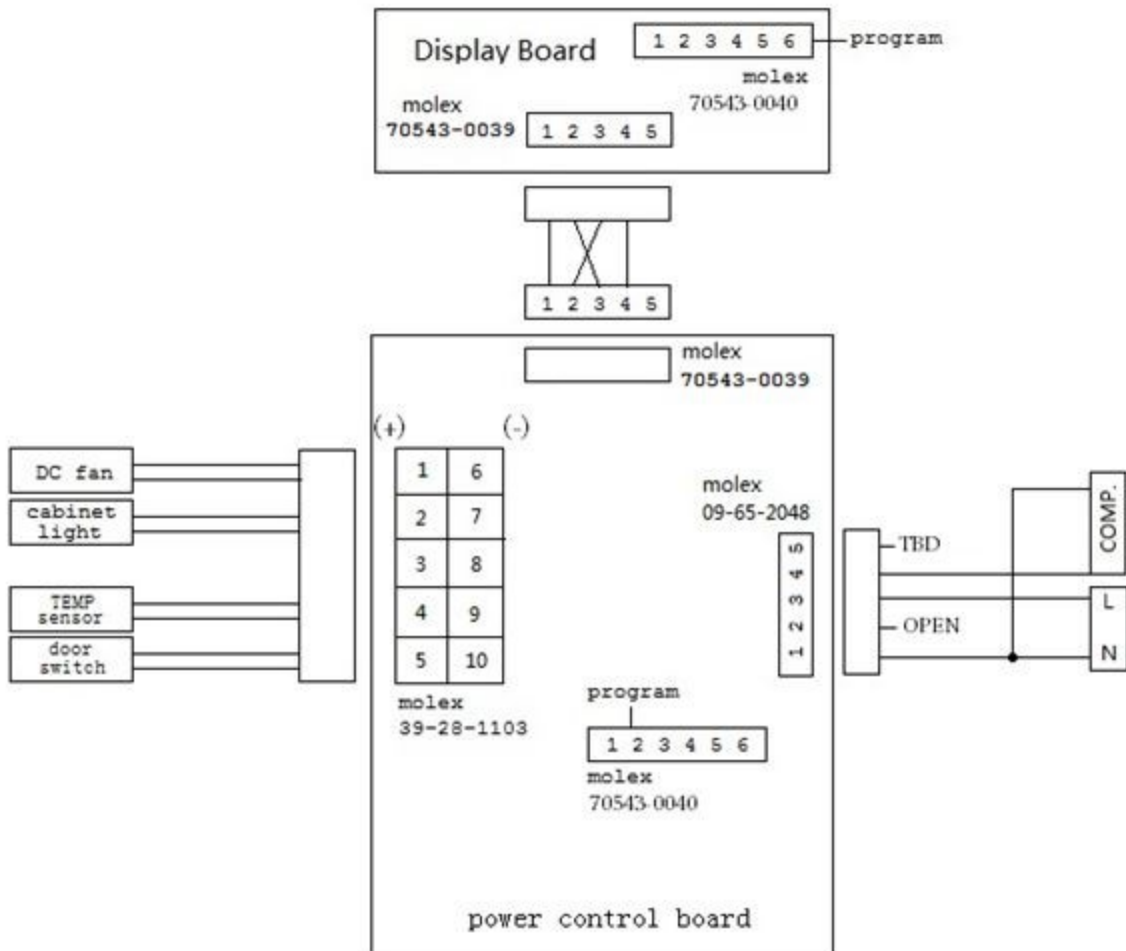 Display Board
1 2 3 4 5 6
program
molex
70543-0040
molex
70543-0039
1 2 3 4 5
1 2 3 4 5
molex
70543-0039
(+)
(-)
DC fan
cabinet
light
TEMP
sensor
door
switch
1 6
2 7
3 8
4 9
5 10
molex
39-28-1103
molex
09-65-2048
1 2 3 4 5
TBD
OPEN
COMP.
L
N
program
1 2 3 4 5 6
molex
70543-0040
power control board